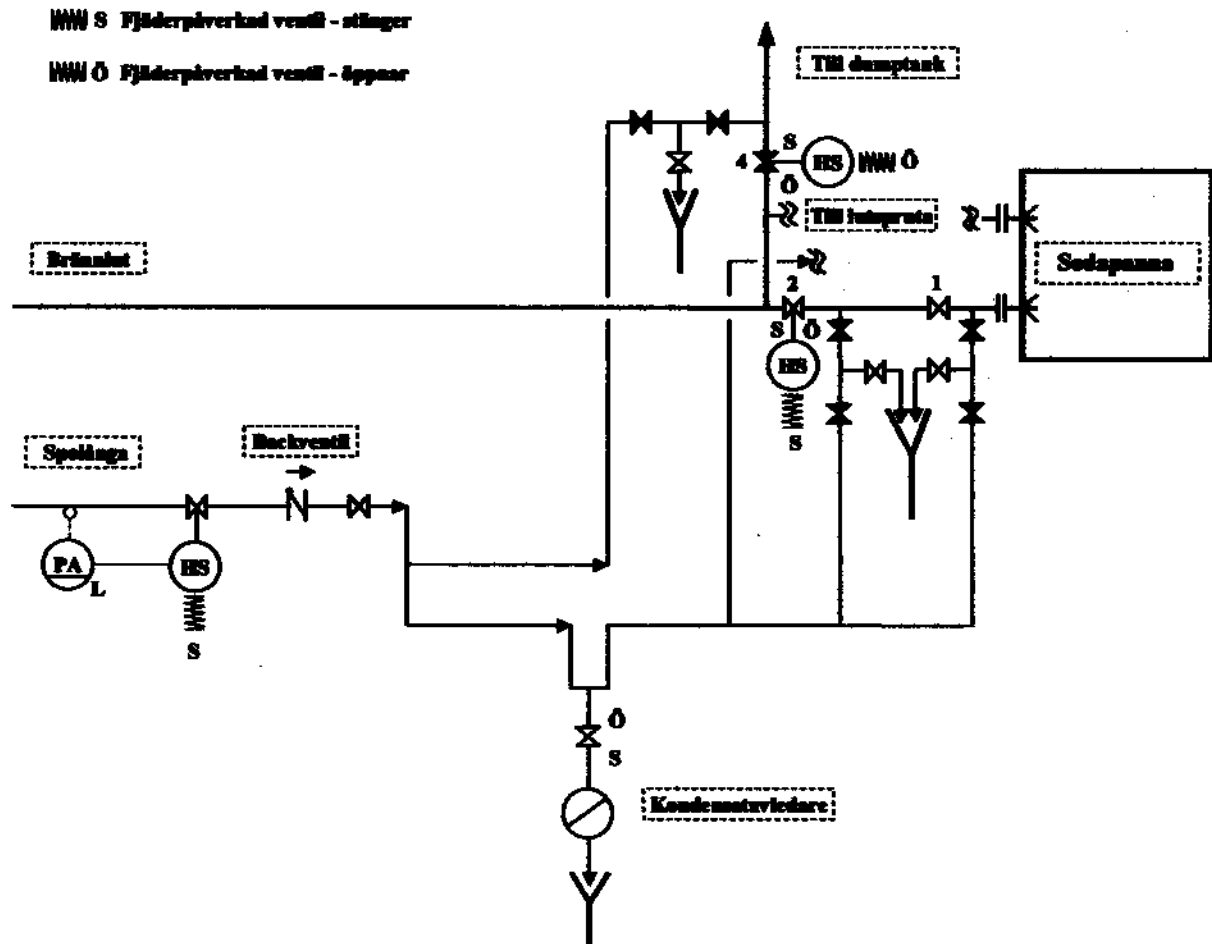 S Fjäderpåverkad ventil - stänger
Ö Fjäderpåverkad ventil - öppnar
Till dumptank
S
4
HS
Ö
Ö
Till lutspruta
Brännlut
Sodapanna
2
1
S
Ö
HS
S
Backventil
Spolånga
PA
L
HS
S
Ö
S
Kondensatavledare